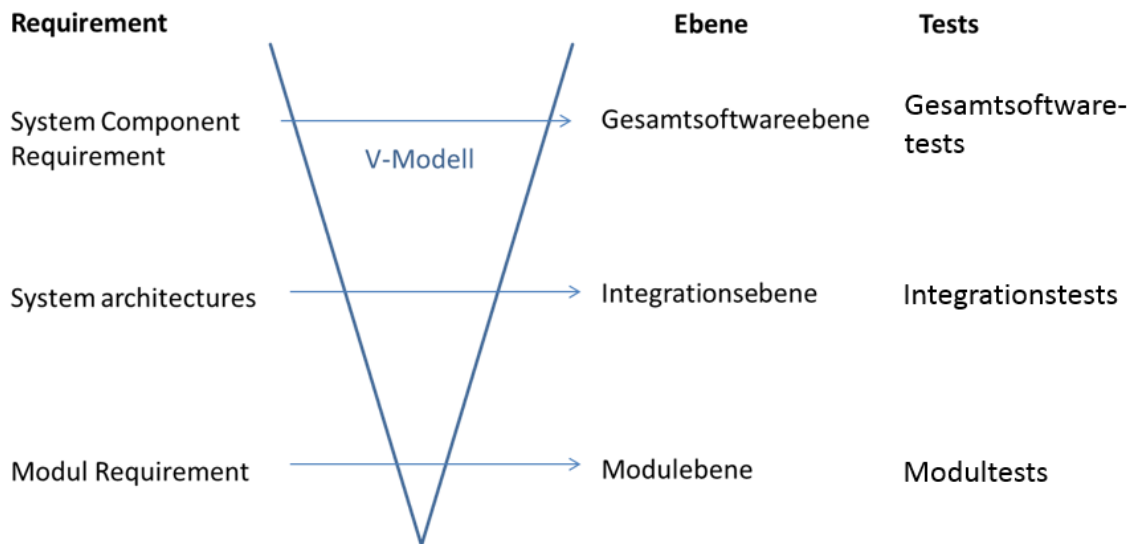 Requirement
Ebene
Tests
System Component
Requirement
V-Modell
Gesamtsoftwareebene
Gesamtsoftware-
tests
System architectures
Integrationsebene
Integrationstests
Modul Requirement
Modulebene
Modultests